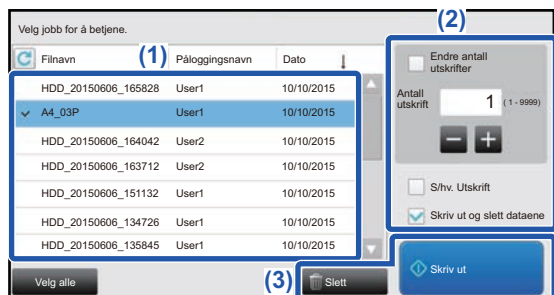 Velg jobb for å betjene.
(2)
Filnavn (1) Påloggingsnavn Dato
HDD_20150606_165828 User1 10/10/2015
A4_03P User1 10/10/2015
HDD_20150606_164042 User2 10/10/2015
HDD_20150606_163712 User2 10/10/2015
HDD_20150606_151132 User1 10/10/2015
HDD_20150606_134726 User1 10/10/2015
HDD_20150606_135845 User1 10/10/2015
Endre antall
utskrifter
Antall
utskrift
1 (1 - 9999)
S/hv. Utskrift
Skriv ut og slett dataene
Velg alle
(3)
Slett
Skriv ut